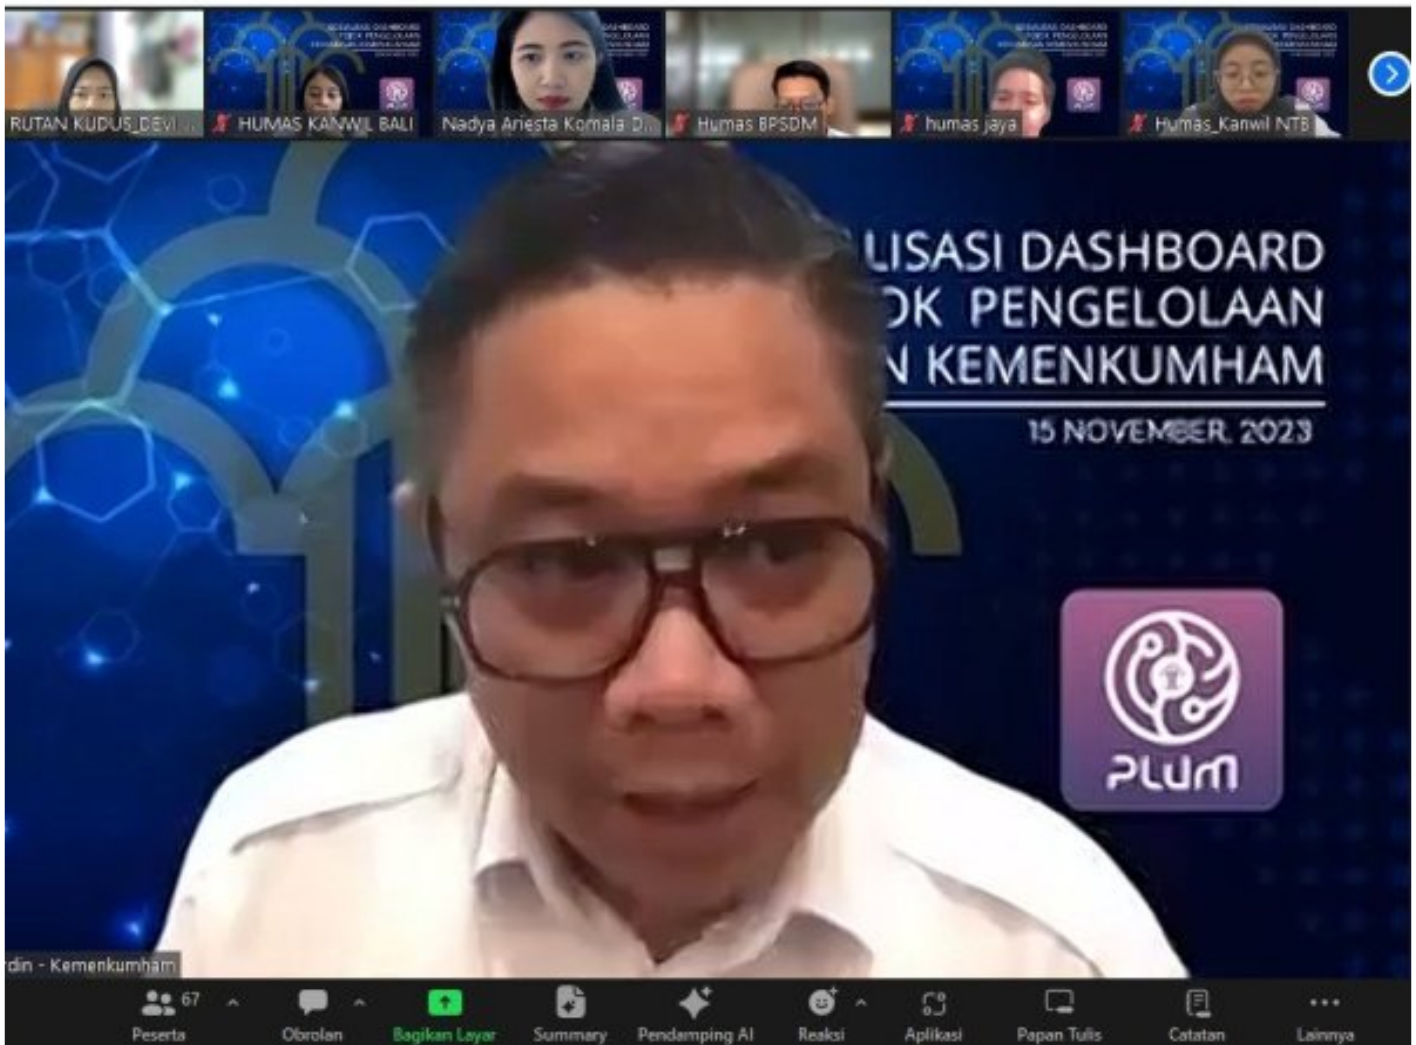 RUTAN KUDUS_DEVI ...
HUMAS KANWIL BALI
Nadya Ariesta Komala D...
Humas BPSDM
humas jaya
Humas_Kanwil NTB
LISASI DASHBOARD
OK PENGELOLAAN
N KEMENKUMHAM
15 NOVEMBER 2023
PLUM
din - Kemenkumham
67
Peserta
Obrolan
Bagikan Layar
Summary
Pendamping AI
Reaksi
Aplikasi
Papan Tulis
Catatan
Lainnya